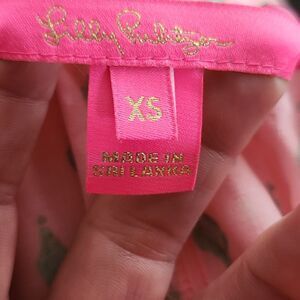 Lilly Pulitzer
XS
MADE IN
SRI LANKA